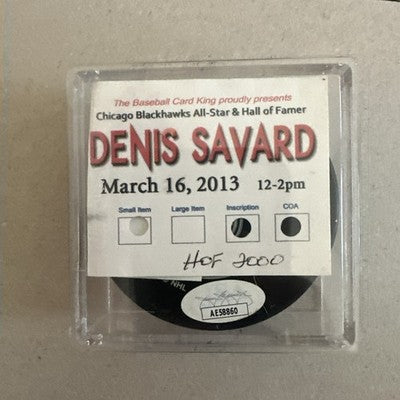 The Baseball Card King proudly presents
Chicago Blackhawks All-Star & Hall of Famer
DENIS SAVARD
March 16, 2013 12-2pm
Small Item Large Item Inscription COA
HOF 2000
NHL
AE58860